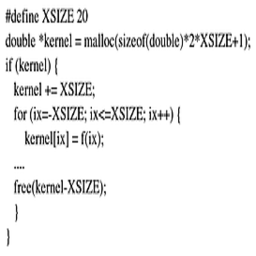 #define XSIZE 20
double *kernel = malloc(sizeof(double)*2*XSIZE+1);
if (kernel) {
kernel += XSIZE;
for (ix=-XSIZE; ix<=XSIZE; ix++) {
kernel[ix] = f(ix);
....
free(kernel-XSIZE);
}
}